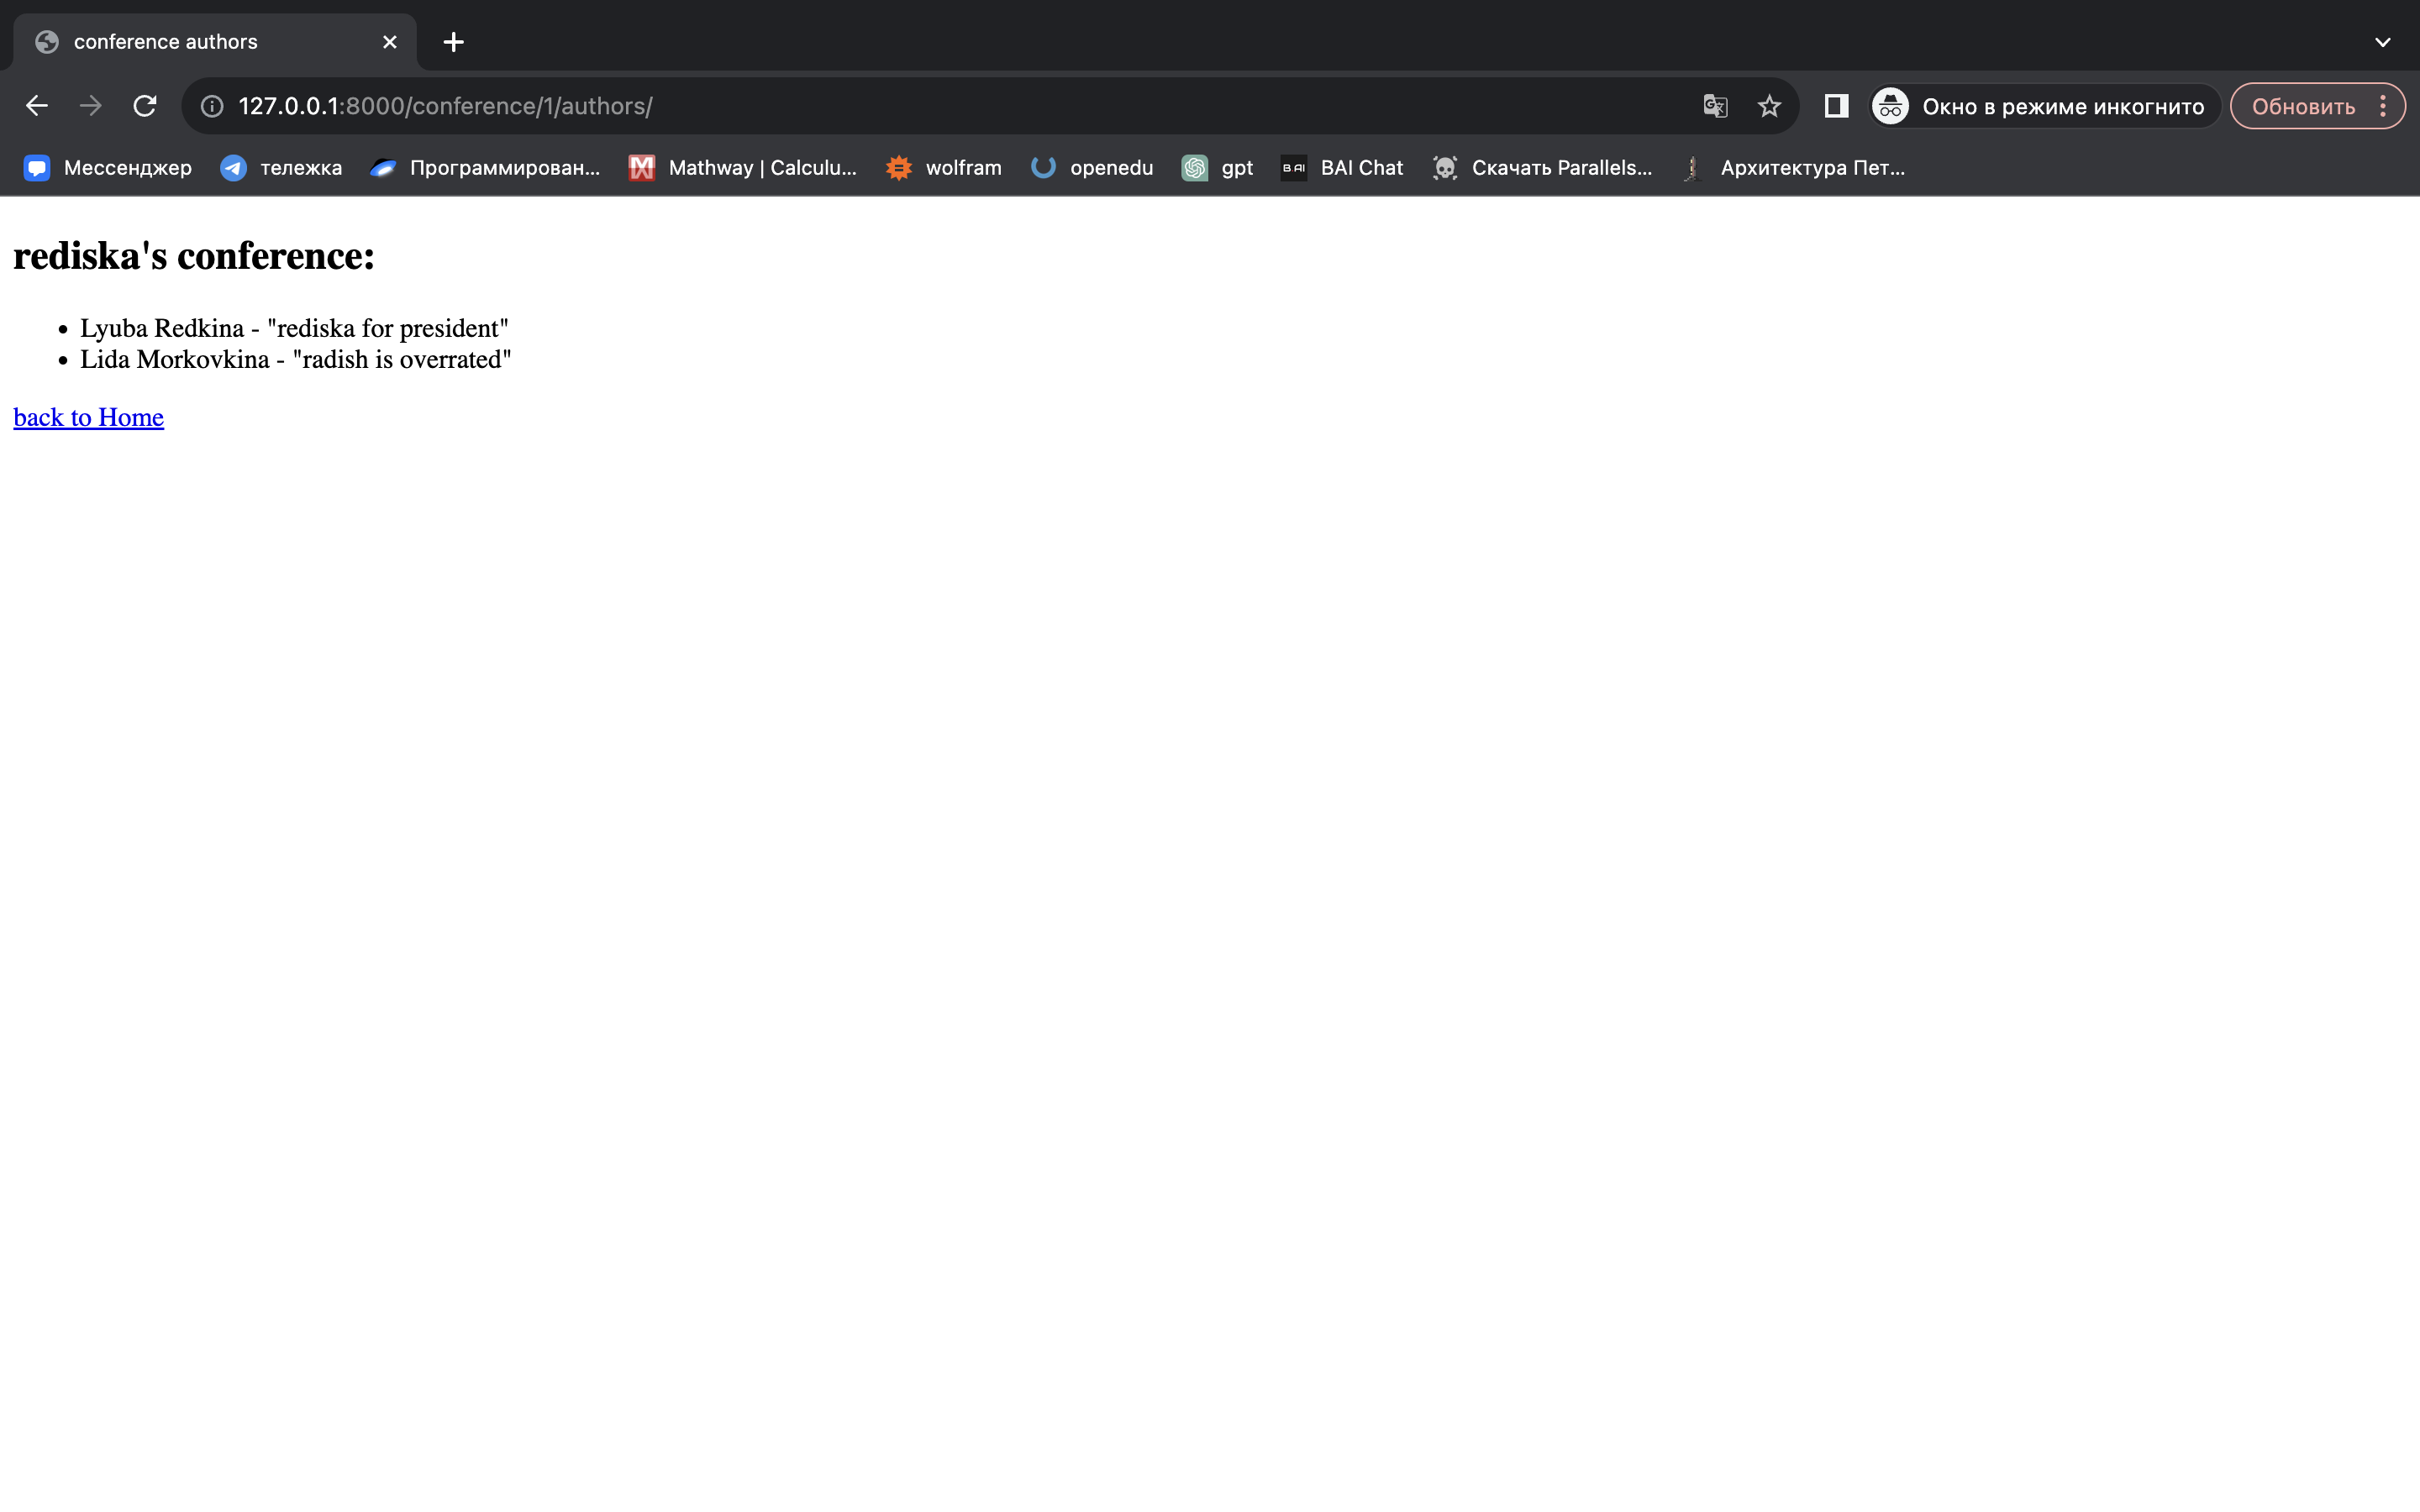 conference authors
127.0.0.1:8000/conference/1/authors/
Окно в режиме инкогнито
Обновить
Мессенджер
тележка
Программирован...
Mathway | Calculu...
wolfram
openedu
gpt
B AI
BAI Chat
Скачать Parallels...
Архитектура Пет...
rediska's conference:
Lyuba Redkina - "rediska for president"
Lida Morkovkina - "radish is overrated"
back to Home